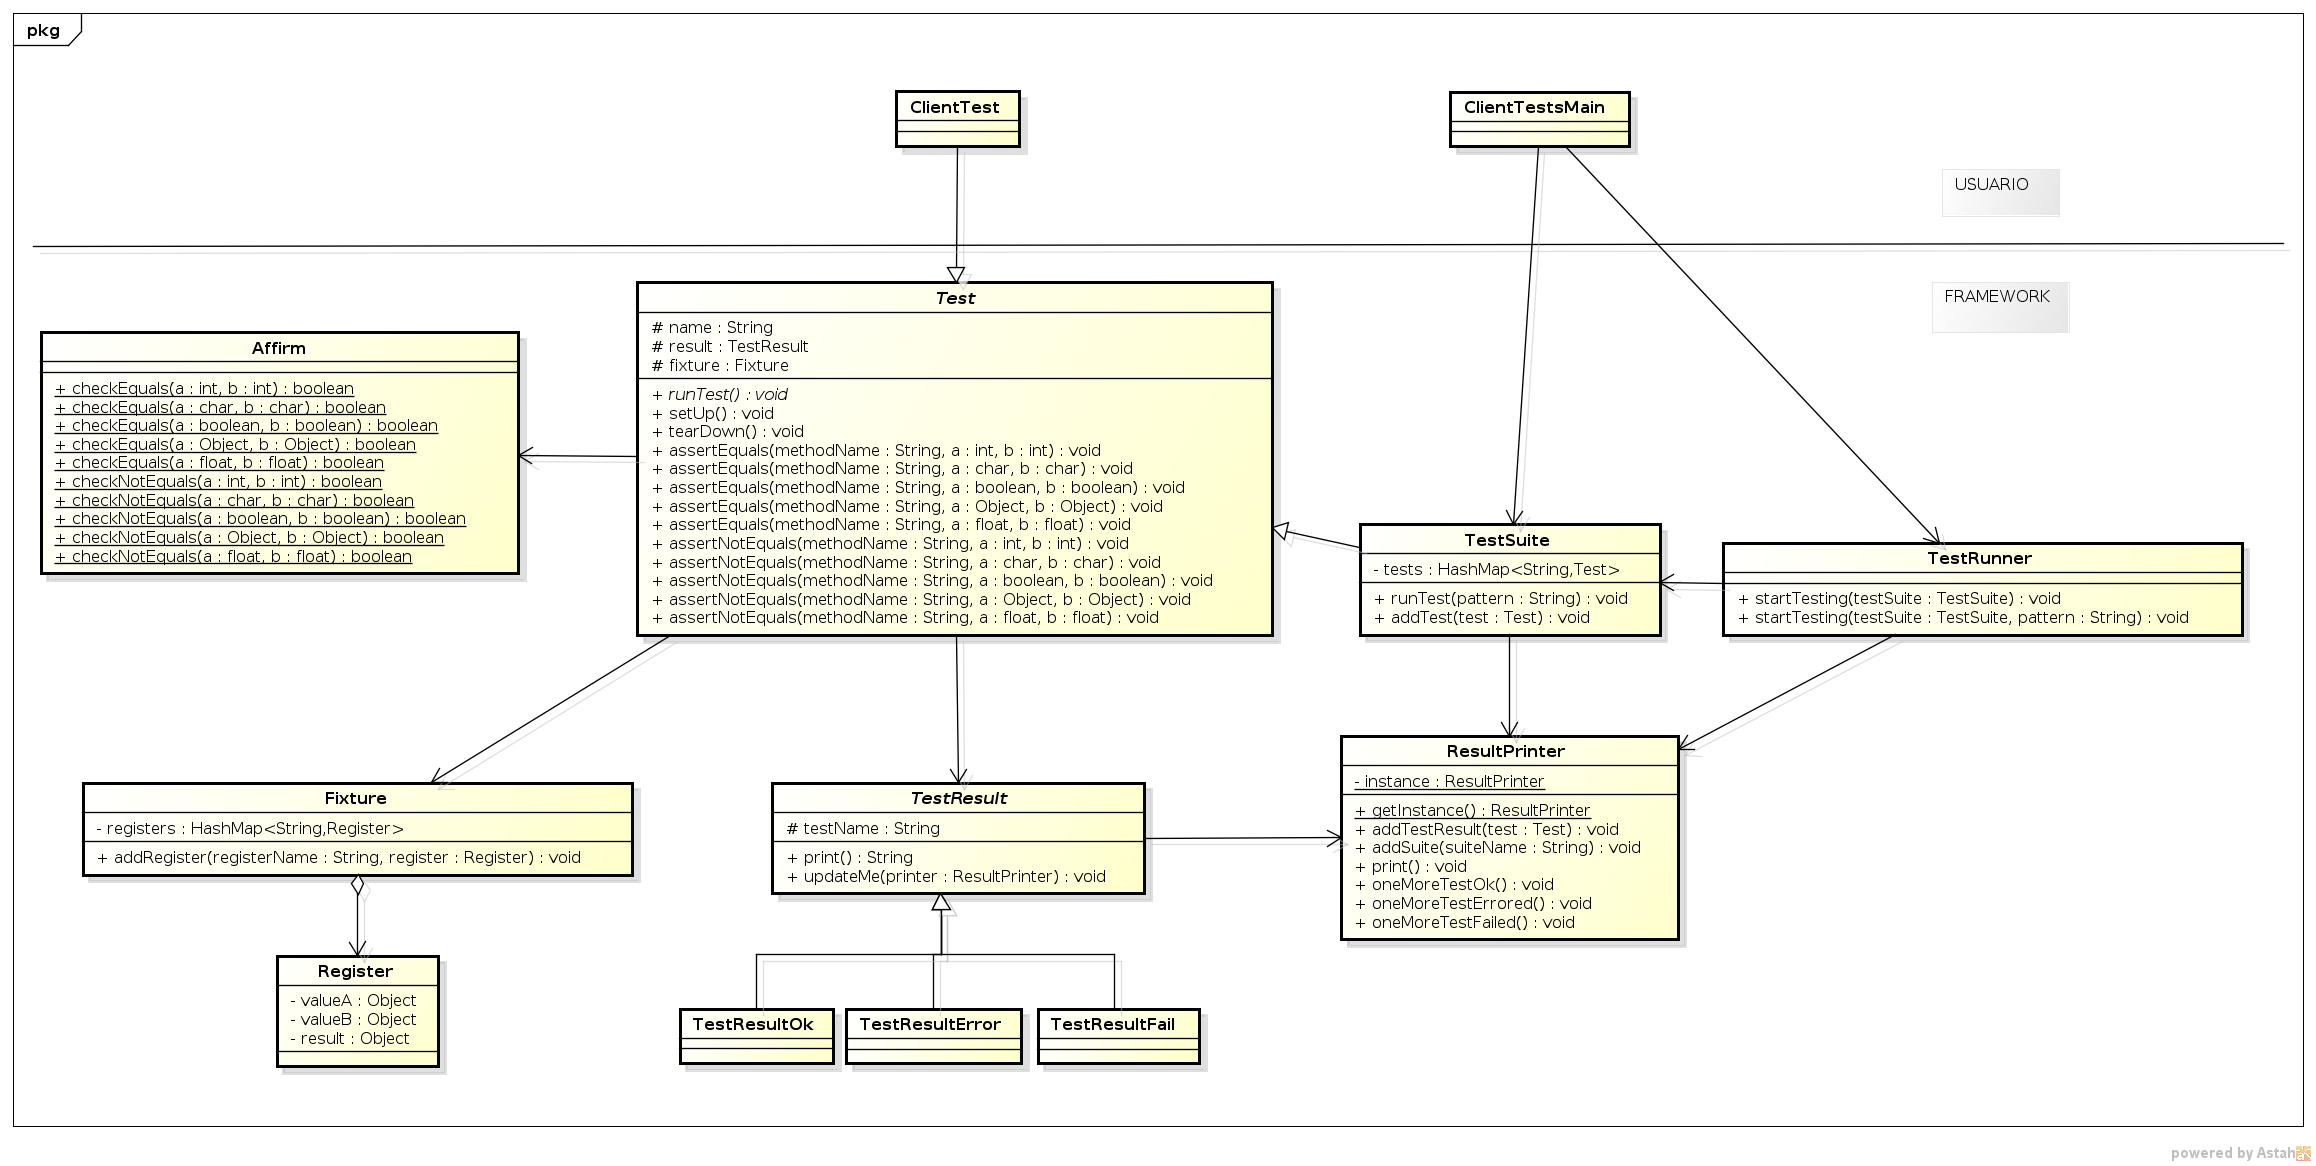 pkg
ClientTest
ClientTestsMain
USUARIO
FRAMEWORK
Test
# name : String
# result : TestResult
# fixture : Fixture
+ runTest() : void
+ setUp() : void
+ tearDown() : void
+ assertEquals(methodName : String, a : int, b : int) : void
+ assertEquals(methodName : String, a : char, b : char) : void
+ assertEquals(methodName : String, a : boolean, b : boolean) : void
+ assertEquals(methodName : String, a : Object, b : Object) : void
+ assertEquals(methodName : String, a : float, b : float) : void
+ assertNotEquals(methodName : String, a : int, b : int) : void
+ assertNotEquals(methodName : String, a : char, b : char) : void
+ assertNotEquals(methodName : String, a : boolean, b : boolean) : void
+ assertNotEquals(methodName : String, a : Object, b : Object) : void
+ assertNotEquals(methodName : String, a : float, b : float) : void
Affirm
+ checkEquals(a : int, b : int) : boolean
+ checkEquals(a : char, b : char) : boolean
+ checkEquals(a : boolean, b : boolean) : boolean
+ checkEquals(a : Object, b : Object) : boolean
+ checkEquals(a : float, b : float) : boolean
+ checkNotEquals(a : int, b : int) : boolean
+ checkNotEquals(a : char, b : char) : boolean
+ checkNotEquals(a : boolean, b : boolean) : boolean
+ checkNotEquals(a : Object, b : Object) : boolean
+ checkNotEquals(a : float, b : float) : boolean
TestSuite
- tests : HashMap<String,Test>
+ runTest(pattern : String) : void
+ addTest(test : Test) : void
TestRunner
+ startTesting(testSuite : TestSuite) : void
+ startTesting(testSuite : TestSuite, pattern : String) : void
Fixture
- registers : HashMap<String,Register>
+ addRegister(registerName : String, register : Register) : void
TestResult
# testName : String
+ print() : String
+ updateMe(printer : ResultPrinter) : void
ResultPrinter
- instance : ResultPrinter
+ getInstance() : ResultPrinter
+ addTestResult(test : Test) : void
+ addSuite(suiteName : String) : void
+ print() : void
+ oneMoreTestOk() : void
+ oneMoreTestErrored() : void
+ oneMoreTestFailed() : void
Register
- valueA : Object
- valueB : Object
- result : Object
TestResultOk
TestResultError
TestResultFail
powered by Astah